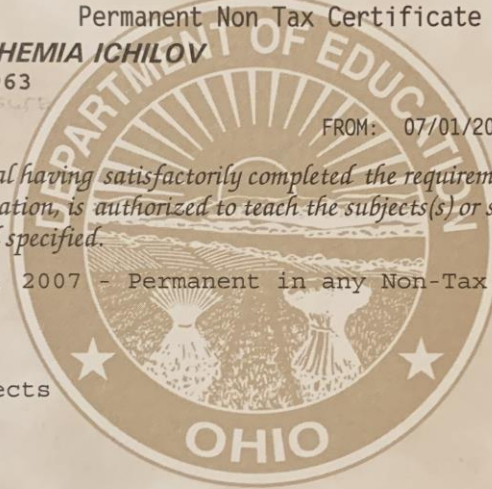 Permanent Non Tax Certificate
HEMIA ICHILOV
963
FROM: 07/01/20
al having satisfactorily completed the requirem
ation, is authorized to teach the subjects(s) or s
specified.
2007 - Permanent in any Non-Tax
ects
DEPARTMENT OF EDUCATION
OHIO